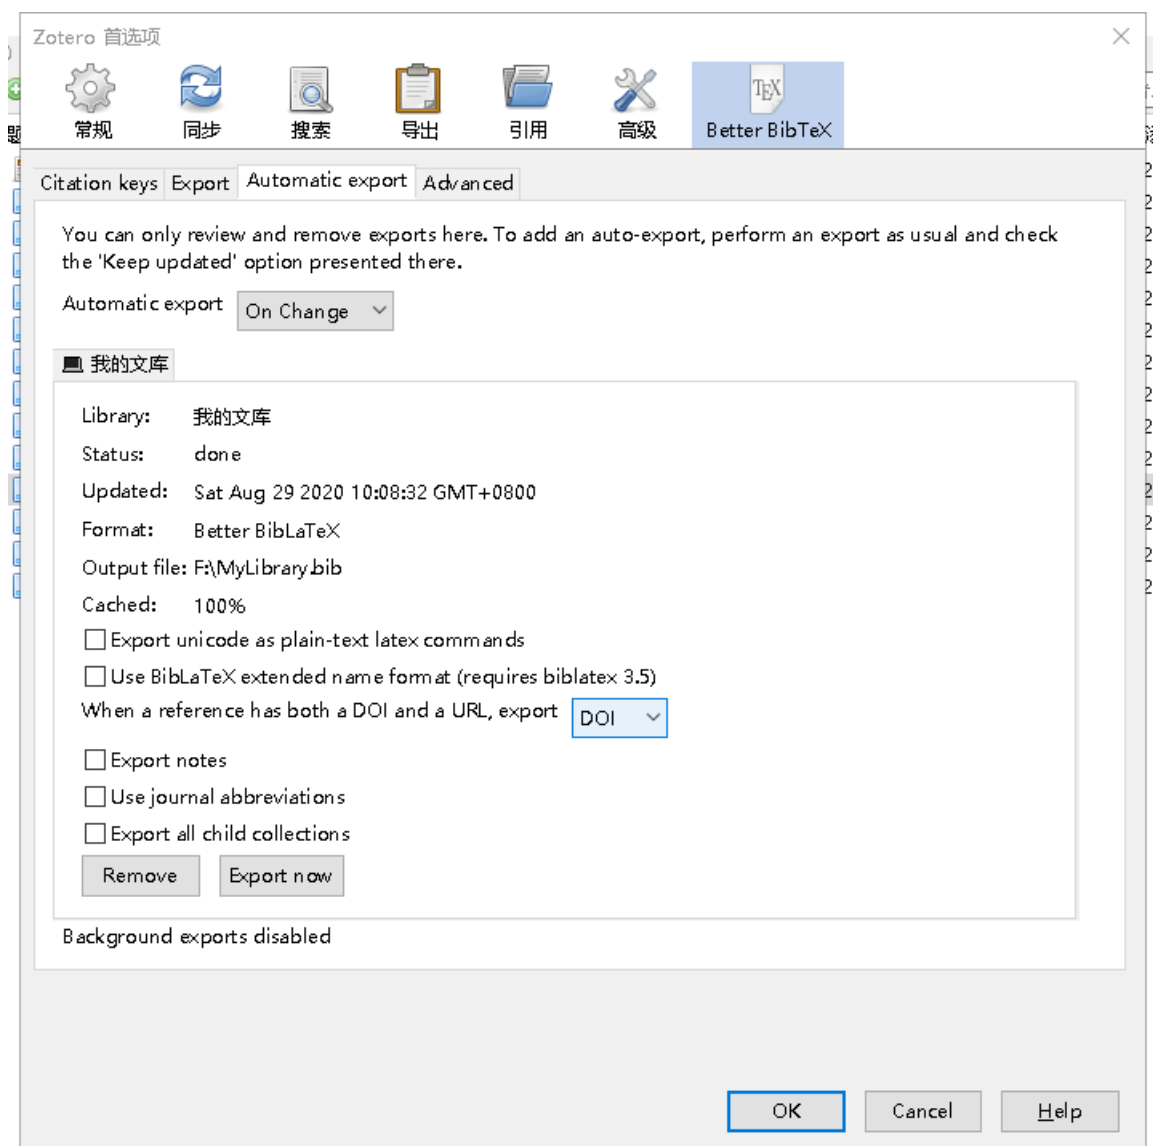 Zotero 首选项
常规 同步 搜索 导出 引用 高级 TEX Better BibTeX
Citation keys Export Automatic export Advanced
You can only review and remove exports here. To add an auto-export, perform an export as usual and check
the 'Keep updated' option presented there.
Automatic export On Change
我的文库
Library: 我的文库
Status: done
Updated: Sat Aug 29 2020 10:08:32 GMT+0800
Format: Better BibLaTeX
Output file: F:\MyLibrary.bib
Cached: 100%
Export unicode as plain-text latex commands
Use BibLaTeX extended name format (requires biblatex 3.5)
When a reference has both a DOI and a URL, export DOI
Export notes
Use journal abbreviations
Export all child collections
Remove Export now
Background exports disabled
OK Cancel Help